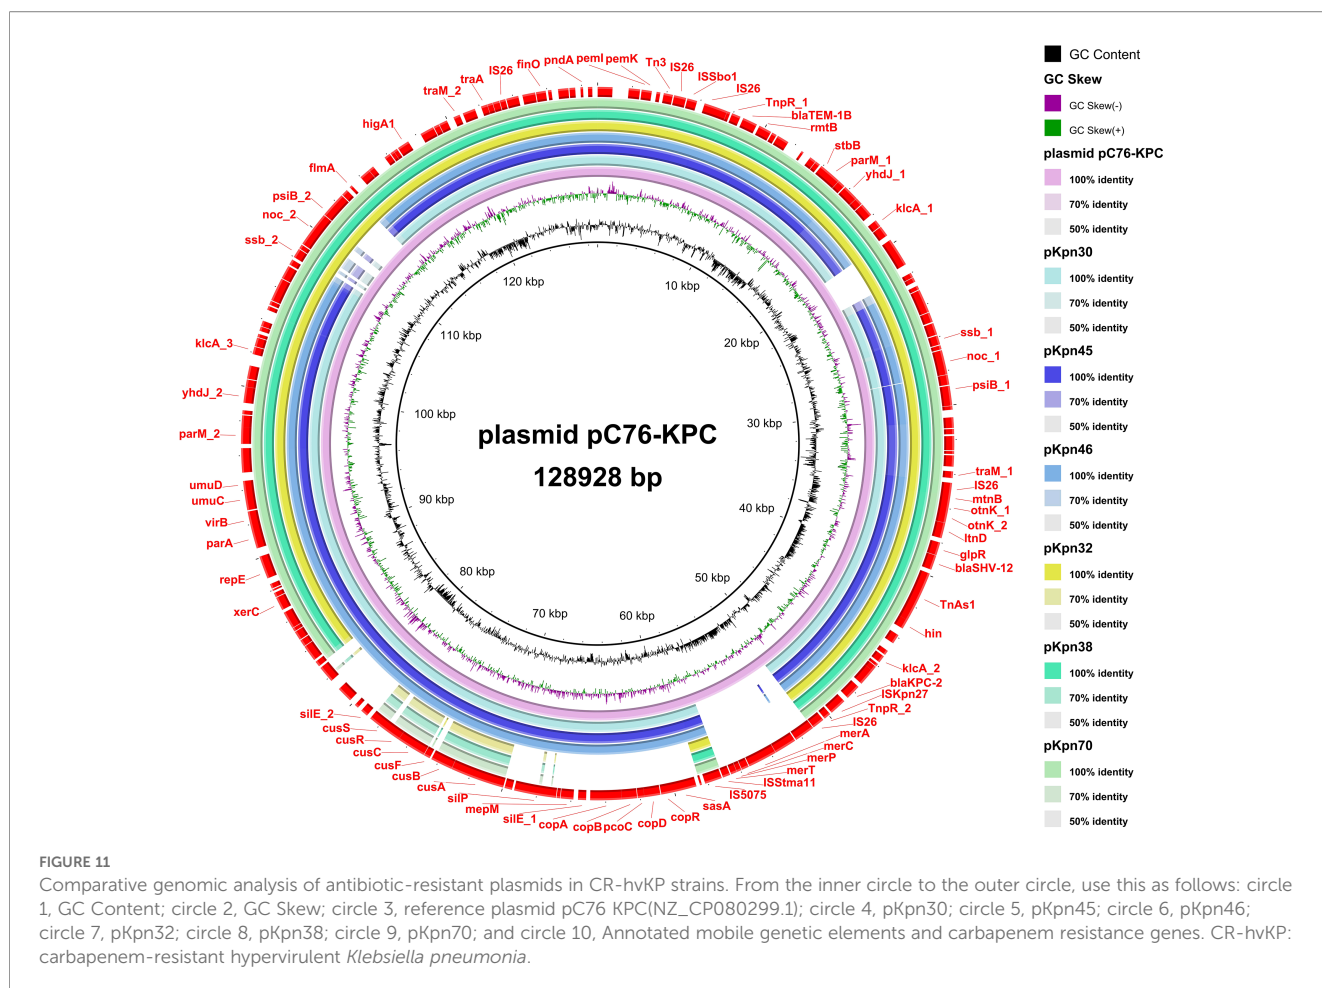 finO
pndA
pemI
pemK
Tn3
IS26
ISSbo1
IS26
TnpR_1
blaTEM-1B
rmtB
stbB
parM_1
yhdJ_1
klcA_1
ssb_1
noc_1
psiB_1
traM_1
IS26
mtnB
otnK_1
otnK_2
ltnD
glpR
blaSHV-12
TnAs1
hin
klcA_2
blaKPC-2
ISKpn27
TnpR_2
IS26
merA
merC
merP
merT
ISStma11
IS5075
sasA
copR
copD
pcoC
copB
copA
silE_1
mepM
silP
cusA
cusB
cusF
cusC
cusR
cusS
silE_2
xerC
repE
parA
virB
umuC
umuD
parM_2
yhdJ_2
klcA_3
ssb_2
noc_2
psiB_2
flmA
higA1
traM_2
traA
IS26
10 kbp
20 kbp
30 kbp
40 kbp
50 kbp
60 kbp
70 kbp
80 kbp
90 kbp
100 kbp
110 kbp
120 kbp
plasmid pC76-KPC
128928 bp
GC Content
GC Skew
GC Skew(-)
GC Skew(+)
plasmid pC76-KPC
100% identity
70% identity
50% identity
pKpn30
100% identity
70% identity
50% identity
pKpn45
100% identity
70% identity
50% identity
pKpn46
100% identity
70% identity
50% identity
pKpn32
100% identity
70% identity
50% identity
pKpn38
100% identity
70% identity
50% identity
pKpn70
100% identity
70% identity
50% identity
FIGURE 11
Comparative genomic analysis of antibiotic-resistant plasmids in CR-hvKP strains. From the inner circle to the outer circle, use this as follows: circle
1, GC Content; circle 2, GC Skew; circle 3, reference plasmid pC76 KPC(NZ_CP080299.1); circle 4, pKpn30; circle 5, pKpn45; circle 6, pKpn46;
circle 7, pKpn32; circle 8, pKpn38; circle 9, pKpn70; and circle 10, Annotated mobile genetic elements and carbapenem resistance genes. CR-hvKP:
carbapenem-resistant hypervirulent Klebsiella pneumonia.